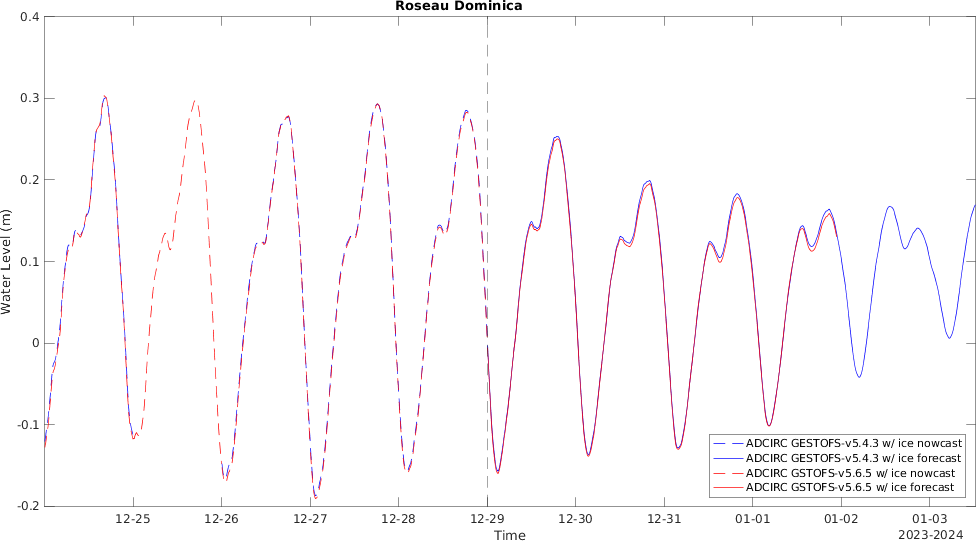 Roseau Dominica
0.4
0.3
0.2
0.1
0
-0.1
-0.2
Water Level (m)
12-25
12-26
12-27
12-28
12-29
12-30
12-31
01-01
01-02
01-03
Time
2023-2024
ADCIRC GESTOFS-v5.4.3 w/ ice nowcast
ADCIRC GESTOFS-v5.4.3 w/ ice forecast
ADCIRC GSTOFS-v5.6.5 w/ ice nowcast
ADCIRC GSTOFS-v5.6.5 w/ ice forecast